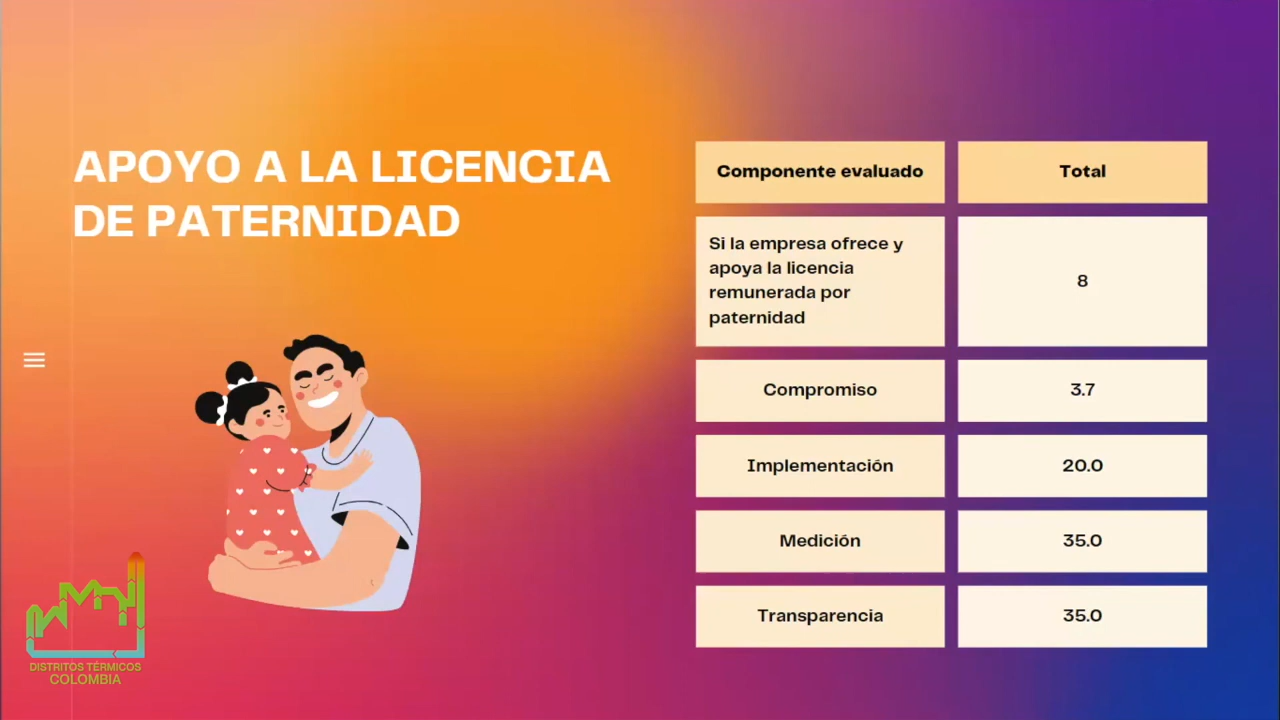 APOYO A LA LICENCIA
DE PATERNIDAD
Componente evaluado
Total
Si la empresa ofrece y
apoya la licencia
remunerada por
paternidad
8
Compromiso
3.7
Implementación
20.0
Medición
35.0
Transparencia
35.0
DISTRITOS TÉRMICOS
COLOMBIA